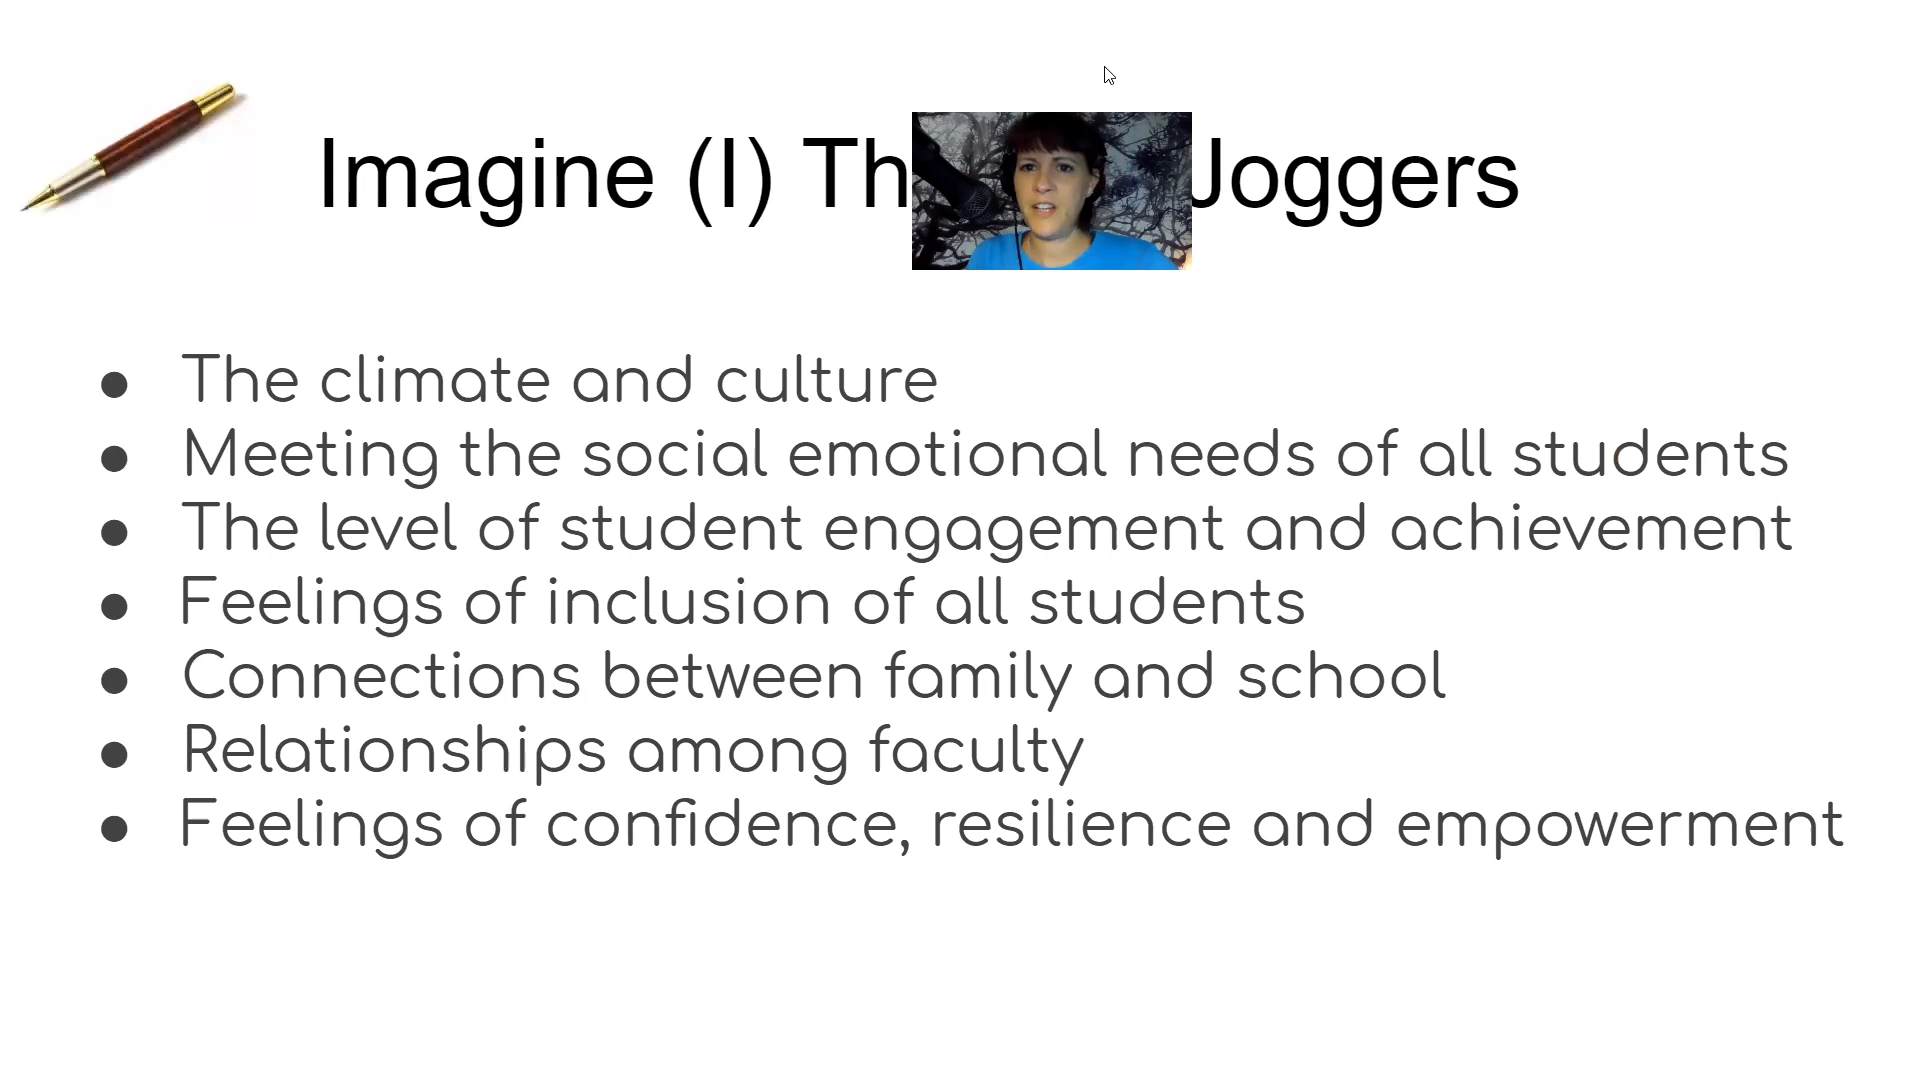 Imagine (I) Th Joggers
● The climate and culture
● Meeting the social emotional needs of all students
● The level of student engagement and achievement
● Feelings of inclusion of all students
● Connections between family and school
● Relationships among faculty
● Feelings of confidence, resilience and empowerment